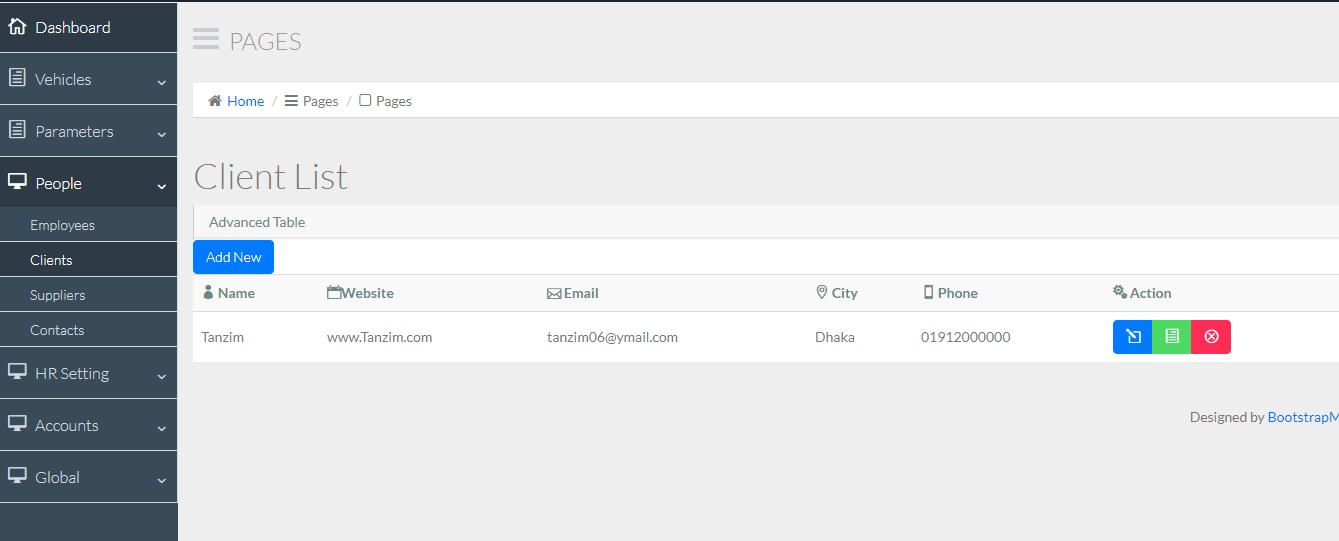 Dashboard
Vehicles
Parameters
People
Employees
Clients
Suppliers
Contacts
HR Setting
Accounts
Global
PAGES
Home / Pages / Pages
Client List
Advanced Table
Add New
Name Website Email City Phone Action
Tanzim www.Tanzim.com tanzim06@ymail.com Dhaka 01912000000
Designed by BootstrapM